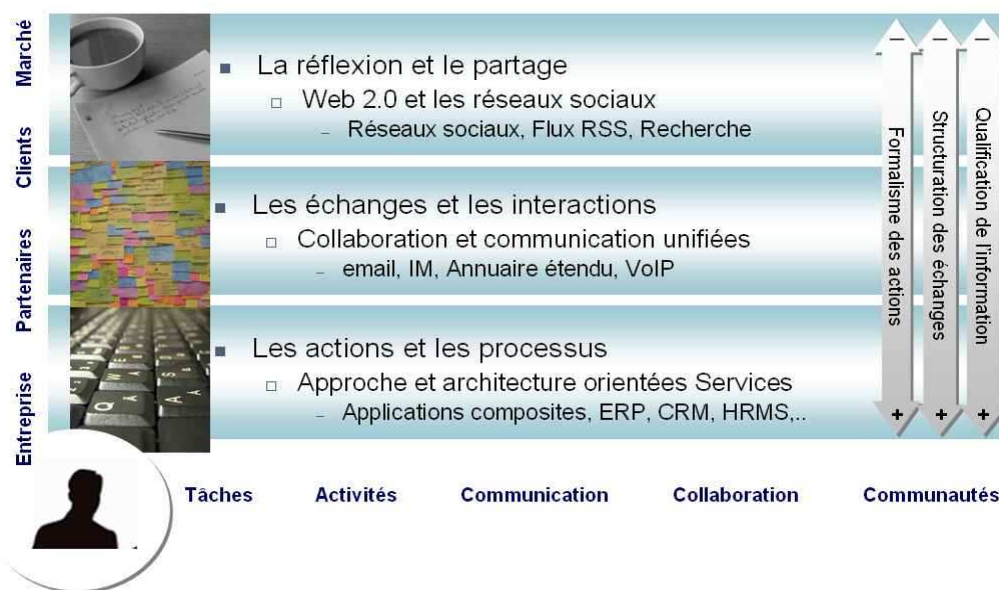 Marché
Clients
Partenaires
Entreprise
La réflexion et le partage
Web 2.0 et les réseaux sociaux
– Réseaux sociaux, Flux RSS, Recherche
Les échanges et les interactions
Collaboration et communication unifiées
– email, IM, Annuaire étendu, VoIP
Les actions et les processus
Approche et architecture orientées Services
– Applications composites, ERP, CRM, HRMS,..
– – –
Formalisme des actions
Structuration des échanges
Qualification de l'information
+ + +
Tâches Activités Communication Collaboration Communautés